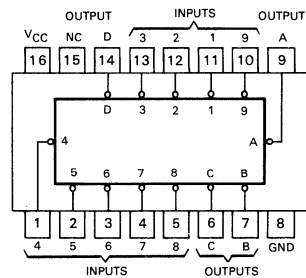 OUTPUT INPUTS OUTPUT
VCC NC D 3 2 1 9 A
16 15 14 13 12 11 10 9
D 3 2 1 9
4 A
5 6 7 8 C B
1 2 3 4 5 6 7 8
4 5 6 7 8 C B GND
INPUTS OUTPUTS